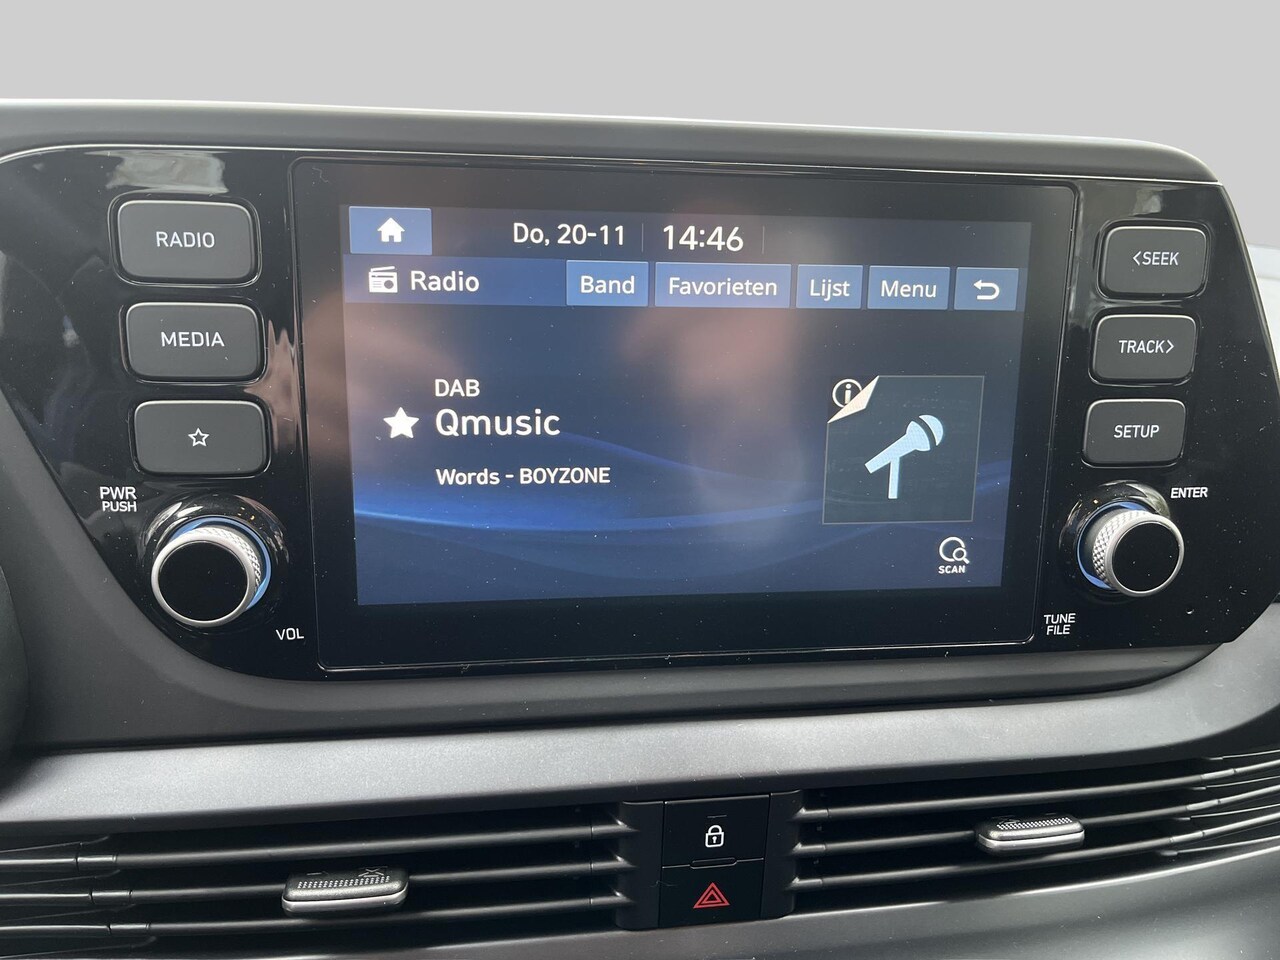 RADIO
MEDIA
PWR
PUSH
VOL
Do, 20-11 14:46
Radio Band Favorieten Lijst Menu
DAB
Qmusic
Words - BOYZONE
SCAN
<SEEK
TRACK>
SETUP
ENTER
TUNE
FILE